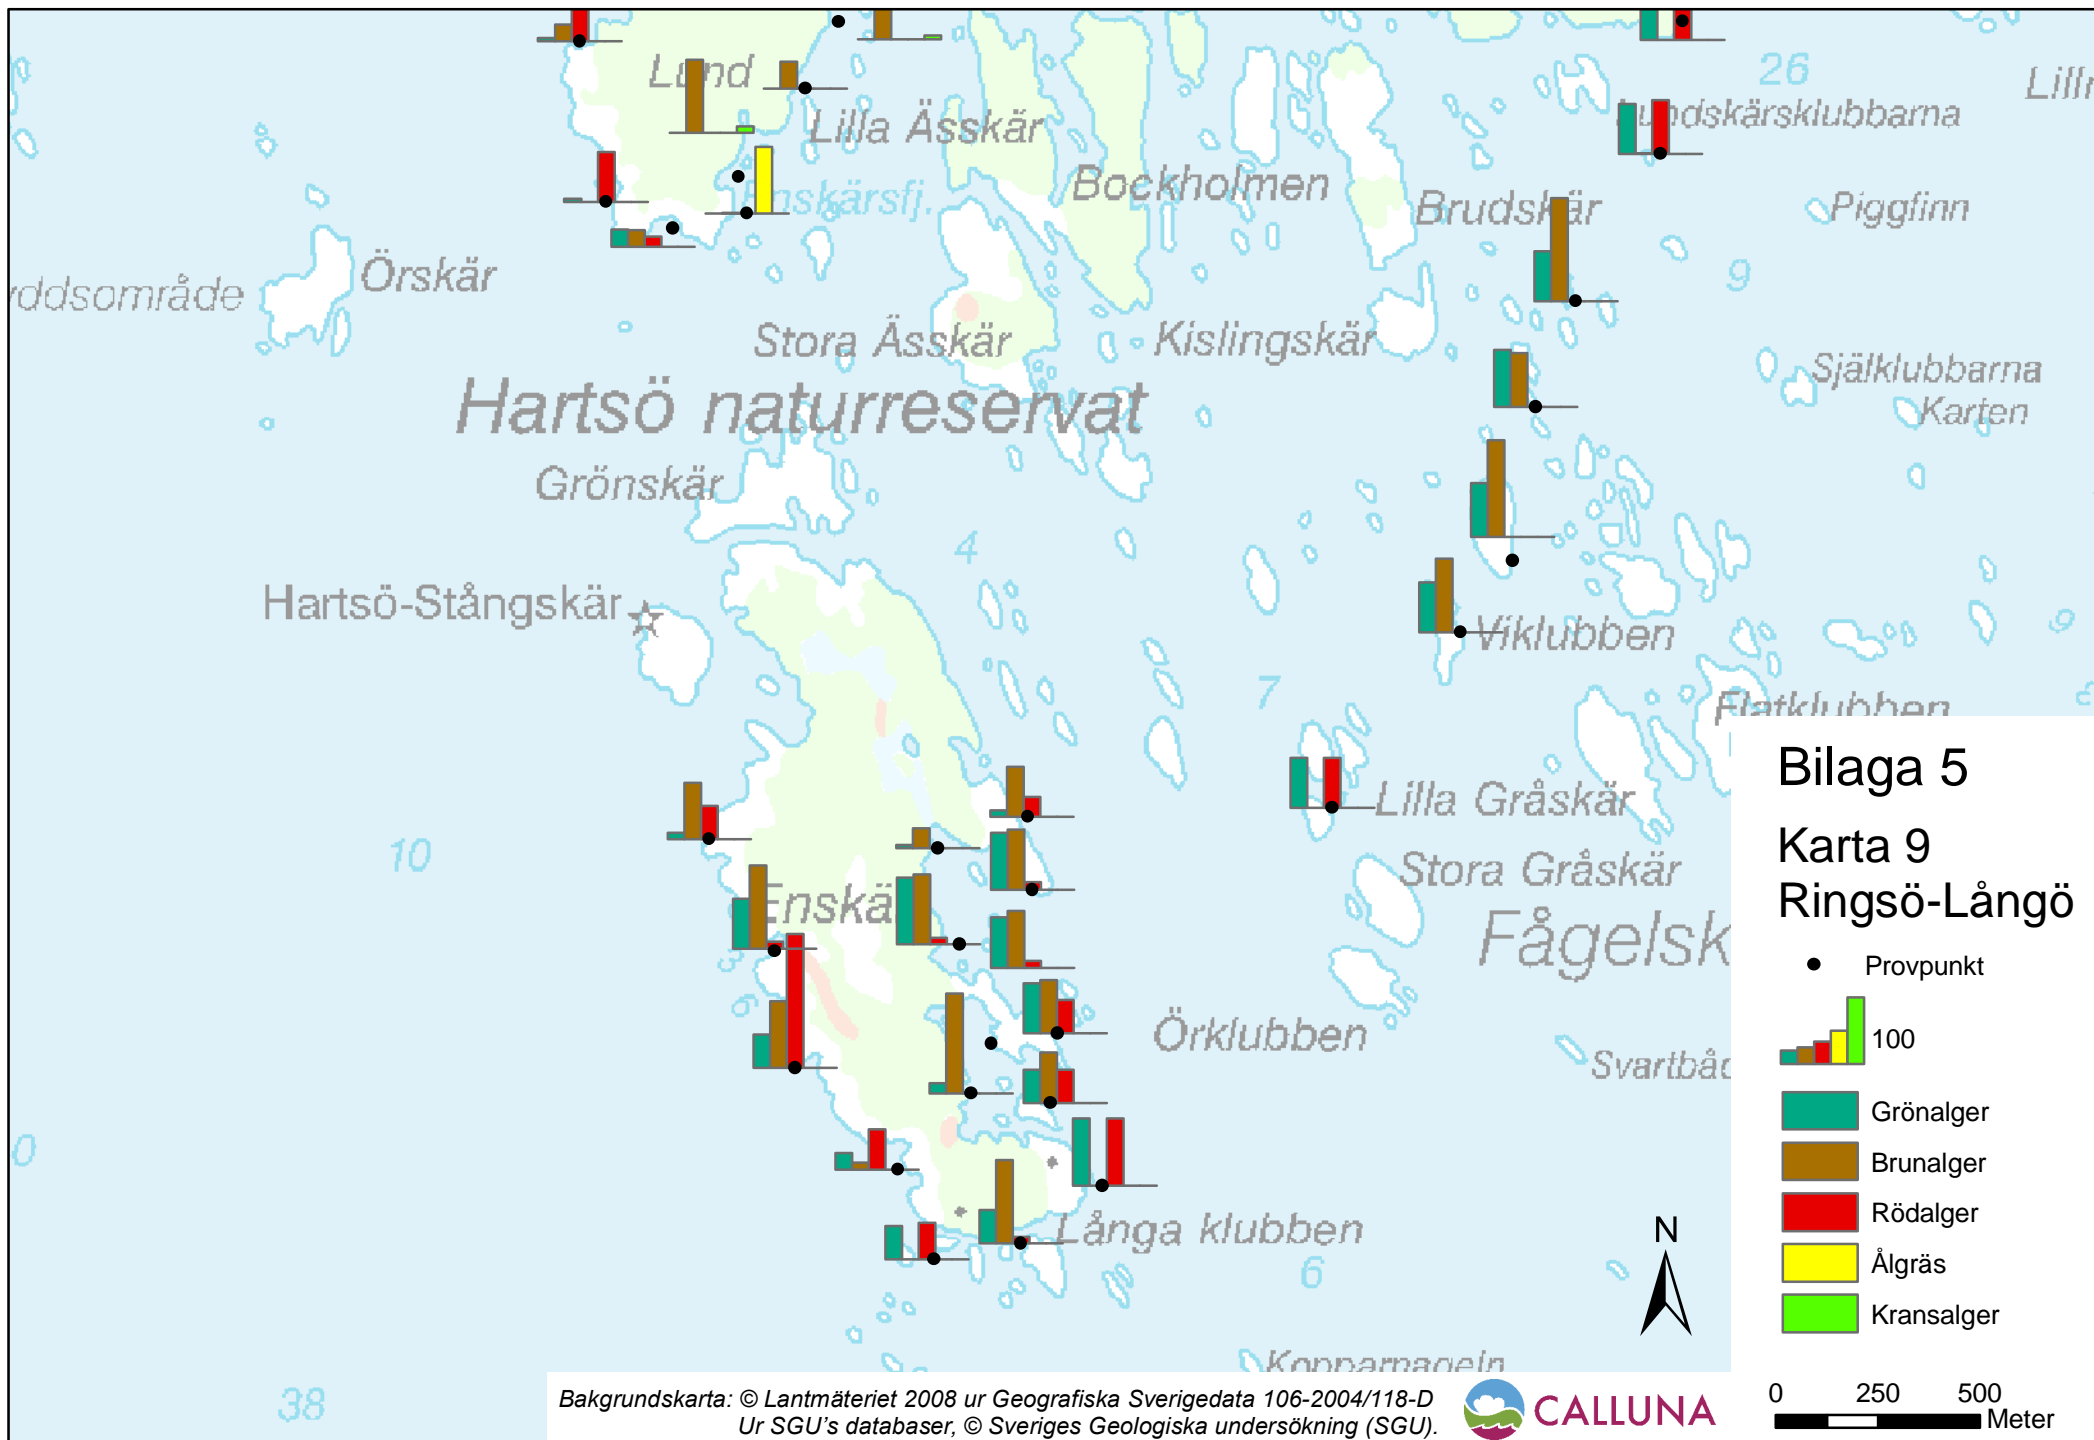 Lund
26
Lundskärsklubbarna
Lilla Ässkär
Bockholmen
Brudskär
Piggfinn
Örskär
9
Stora Ässkär
Kislingskär
Själklubbarna
Karten
Hartsö naturreservat
Grönskär
4
Hartsö-Stångskär
Viklubben
9
7
Flatklubben
Lilla Gråskär
10
Stora Gråskär
Örklubben
0
Långa klubben
6
38
Bilaga 5
Karta 9
Ringsö-Långö
Provpunkt
100
Grönalger
Brunalger
Rödalger
Ålgräs
Kransalger
N
0 250 500
Meter
Bakgrundskarta: © Lantmäteriet 2008 ur Geografiska Sverigedata 106-2004/118-D
Ur SGU's databaser, © Sveriges Geologiska undersökning (SGU).
CALLUNA